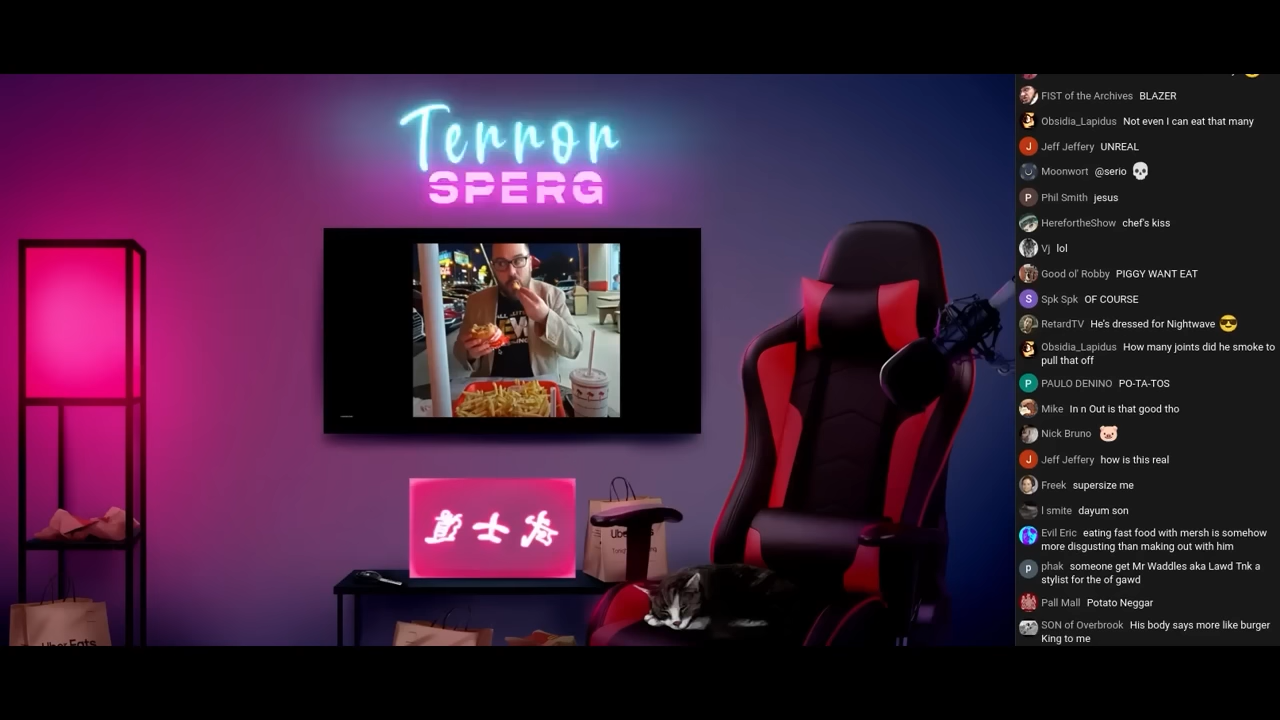 Terror
SPERG
FIST of the Archives BLAZER
Obsidia_Lapidus Not even I can eat that many
J Jeff Jeffery UNREAL
Moonwort @serio 💀
P Phil Smith jesus
HerefortheShow chef's kiss
Vj lol
Good ol' Robby PIGGY WANT EAT
S Spk Spk OF COURSE
RetardTV He's dressed for Nightwave 😎
Obsidia_Lapidus How many joints did he smoke to
pull that off
P PAULO DENINO PO-TA-TOS
Mike In n Out is that good tho
Nick Bruno 🐷
J Jeff Jeffery how is this real
Freek supersize me
l smite dayum son
Evil Eric eating fast food with mersh is somehow
more disgusting than making out with him
p phak someone get Mr Waddles aka Lawd Tnk a
stylist for the of gawd
Pall Mall Potato Neggar
SON of Overbrook His body says more like burger
King to me
Uber Eats